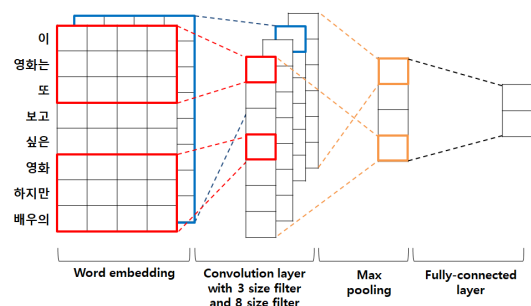 이
영화는
또
보고
싶은
영화
하지만
배우의
Word embedding
Convolution layer
with 3 size filter
and 8 size filter
Max
pooling
Fully-connected
layer